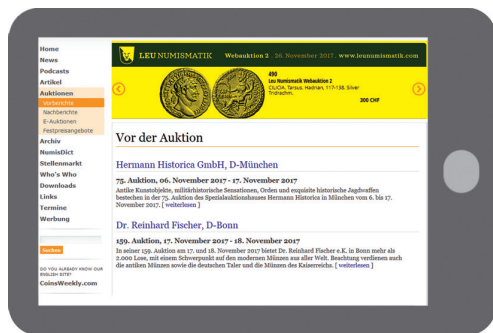 Home
News
Podcasts
Artikel
Auktionen
Vorberichte
Nachberichte
E-Auktionen
Festpreisangebote
Archiv
NumisDict
Stellenmarkt
Who's Who
Downloads
Links
Termine
Werbung
Suchen
DO YOU ALREADY KNOW OUR
ENGLISH SITE?
CoinsWeekly.com
LEU NUMISMATIK Webauktion 2 . 26. November 2017 . www.leunumismatik.com
490
Leu Numismatik Webauktion 2
CILICIA. Tarsus. Hadrian, 117-138. Silver
Tridrachm.
300 CHF
Vor der Auktion
Hermann Historica GmbH, D-München
75. Auktion, 06. November 2017 - 17. November 2017
Antike Kunstobjekte, militärhistorische Sensationen, Orden und exquisite historische Jagdwaffen
bestechen in der 75. Auktion des Spezialauktionshauses Hermann Historica in München vom 6. bis 17.
November 2017. [ weiterlesen ]
Dr. Reinhard Fischer, D-Bonn
159. Auktion, 17. November 2017 - 18. November 2017
In seiner 159. Auktion am 17. und 18. November 2017 bietet Dr. Reinhard Fischer e.K. in Bonn mehr als
2.000 Lose, mit einem Schwerpunkt auf den modernen Münzen aus aller Welt. Beachtung verdienen auch
die antiken Münzen sowie die deutschen Taler und die Münzen des Kaiserreichs. [ weiterlesen ]